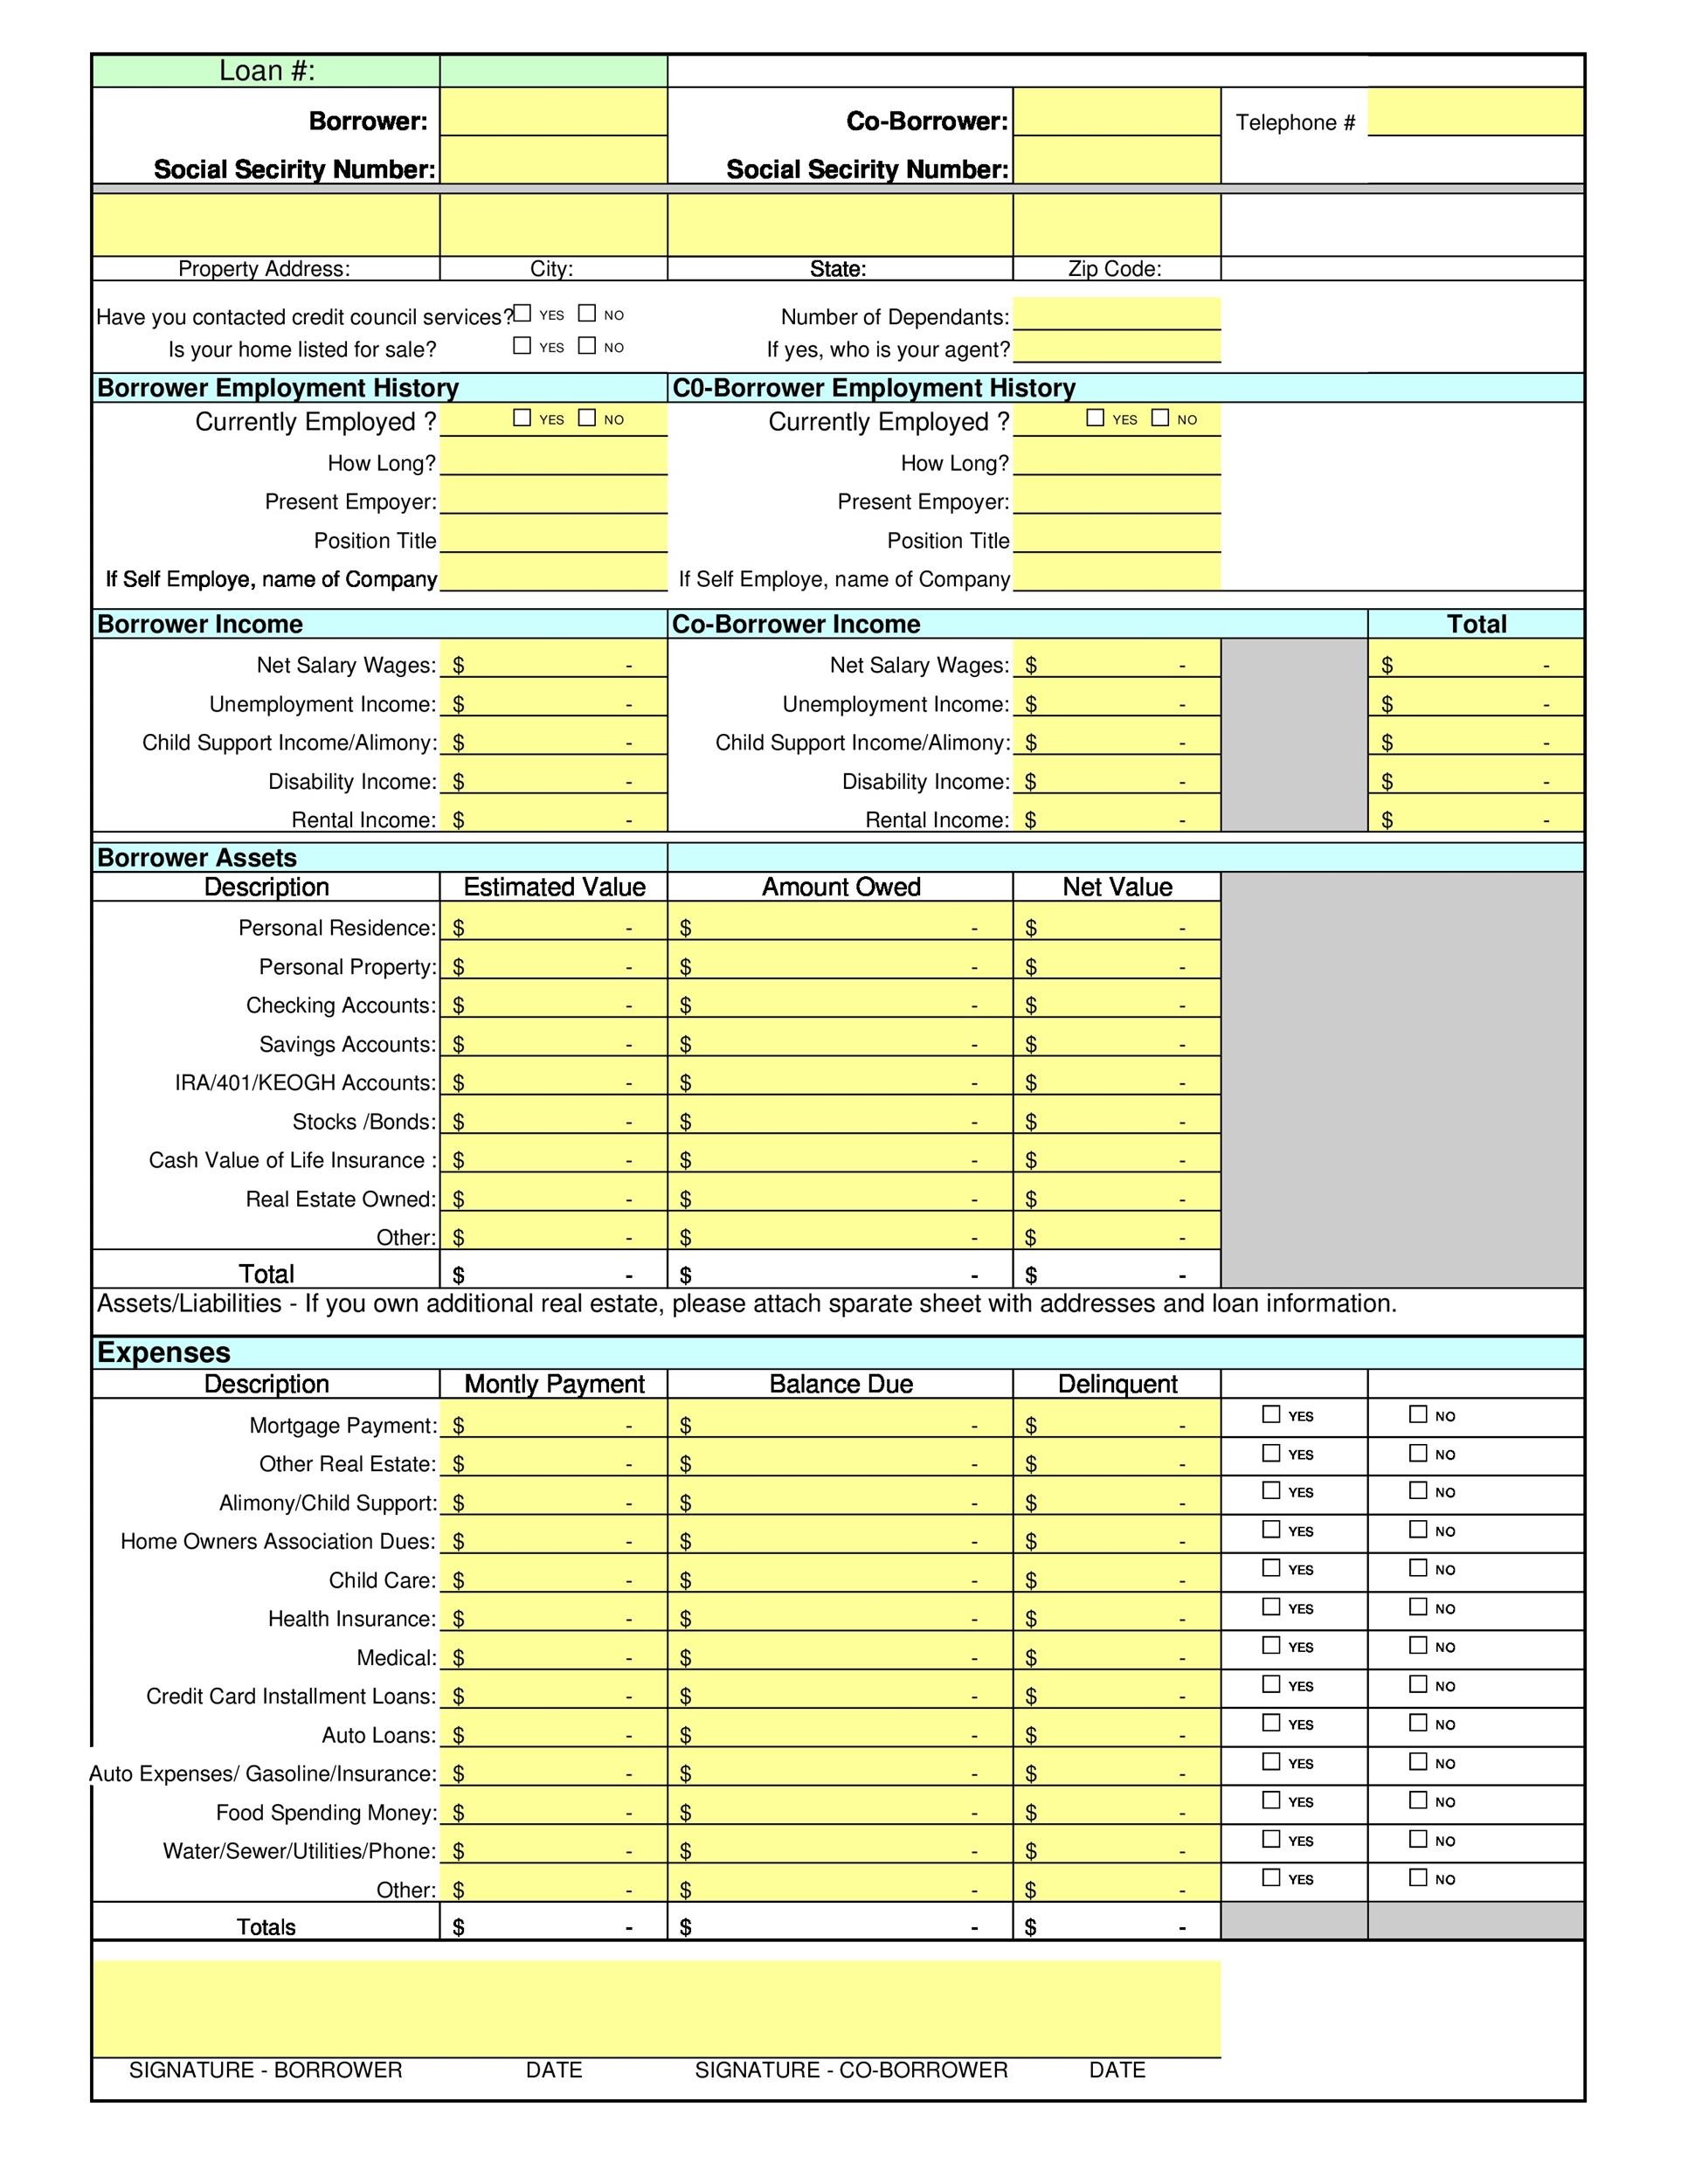 Loan #:
Borrower: Co-Borrower: Telephone #
Social Secirity Number: Social Secirity Number:
Property Address: City: State: Zip Code:
Have you contacted credit council services? YES NO Number of Dependants:
Is your home listed for sale? YES NO If yes, who is your agent?
Borrower Employment History C0-Borrower Employment History
Currently Employed ? YES NO Currently Employed ? YES NO
How Long? How Long?
Present Empoyer: Present Empoyer:
Position Title Position Title
If Self Employe, name of Company If Self Employe, name of Company
Borrower Income Co-Borrower Income Total
Net Salary Wages: $ - Net Salary Wages: $ - $ -
Unemployment Income: $ - Unemployment Income: $ - $ -
Child Support Income/Alimony: $ - Child Support Income/Alimony: $ - $ -
Disability Income: $ - Disability Income: $ - $ -
Rental Income: $ - Rental Income: $ - $ -
Borrower Assets
Description Estimated Value Amount Owed Net Value
Personal Residence: $ - $ - $ -
Personal Property: $ - $ - $ -
Checking Accounts: $ - $ - $ -
Savings Accounts: $ - $ - $ -
IRA/401/KEOGH Accounts: $ - $ - $ -
Stocks /Bonds: $ - $ - $ -
Cash Value of Life Insurance : $ - $ - $ -
Real Estate Owned: $ - $ - $ -
Other: $ - $ - $ -
Total $ - $ - $ -
Assets/Liabilities - If you own additional real estate, please attach sparate sheet with addresses and loan information.
Expenses
Description Montly Payment Balance Due Delinquent
Mortgage Payment: $ - $ - $ - YES NO
Other Real Estate: $ - $ - $ - YES NO
Alimony/Child Support: $ - $ - $ - YES NO
Home Owners Association Dues: $ - $ - $ - YES NO
Child Care: $ - $ - $ - YES NO
Health Insurance: $ - $ - $ - YES NO
Medical: $ - $ - $ - YES NO
Credit Card Installment Loans: $ - $ - $ - YES NO
Auto Loans: $ - $ - $ - YES NO
Auto Expenses/ Gasoline/Insurance: $ - $ - $ - YES NO
Food Spending Money: $ - $ - $ - YES NO
Water/Sewer/Utilities/Phone: $ - $ - $ - YES NO
Other: $ - $ - $ - YES NO
Totals $ - $ - $ -
SIGNATURE - BORROWER DATE SIGNATURE - CO-BORROWER DATE